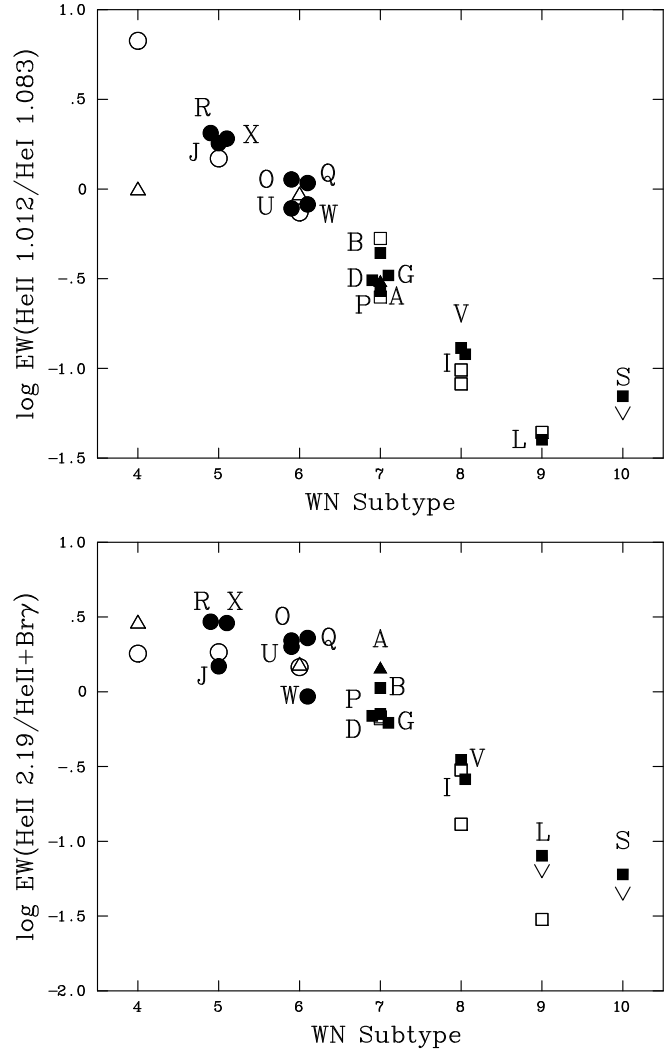 1.0
.5
0
-.5
-1.0
-1.5
log EW(HeII 1.012/HeI 1.083)
R
X
J
O
Q
U
W
B
D
G
P
A
V
I
S
L
4 5 6 7 8 9 10
WN Subtype
1.0
.5
0
-.5
-1.0
-1.5
-2.0
log EW(HeII 2.19/HeII+Brγ)
R X
O
J
U
Q
W
A
B
P
D
G
V
I
L
S
4 5 6 7 8 9 10
WN Subtype